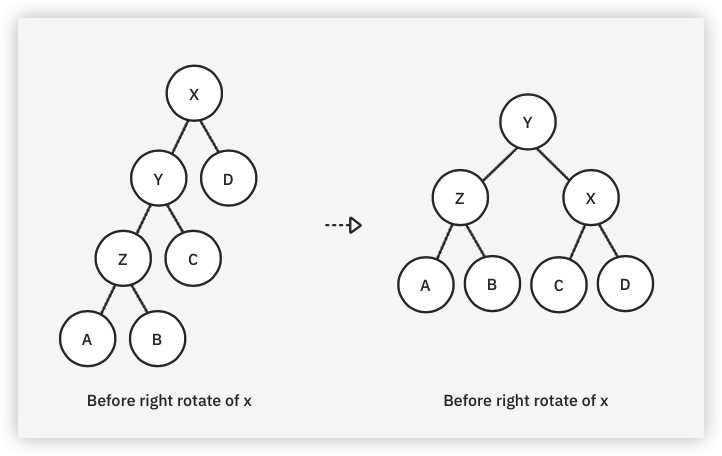 X
Y
D
Z
C
A
B
Before right rotate of x
Y
Z
X
A
B
C
D
Before right rotate of x